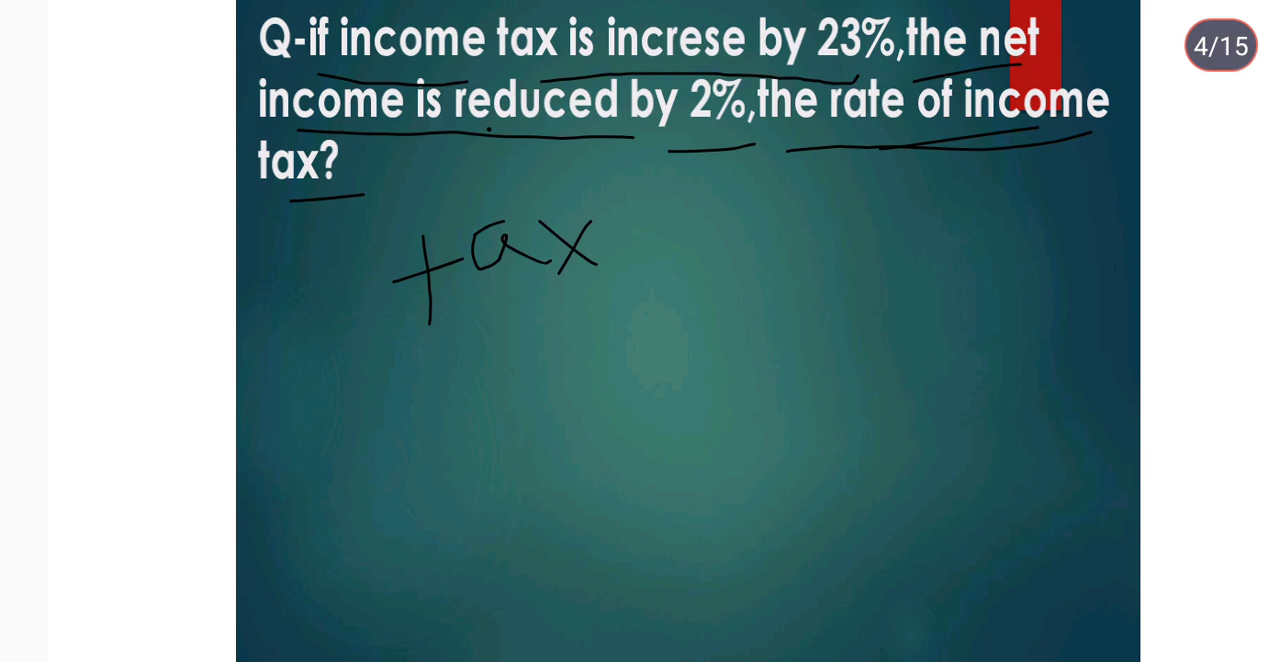 Q-if income tax is increse by 23%,the net
income is reduced by 2%,the rate of income
tax?
tax
4/15